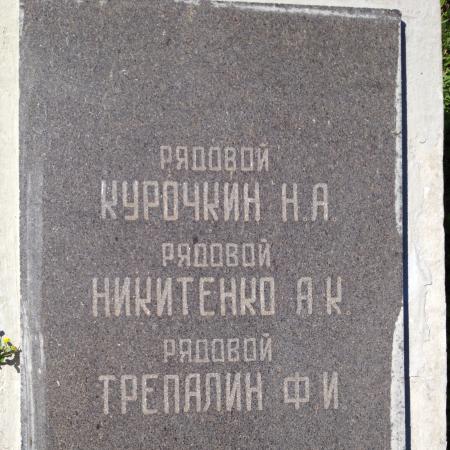 РЯДОВОЙ
КУРОЧКИН Н.А.
РЯДОВОЙ
НИКИТЕНКО А.К.
РЯДОВОЙ
ТРЕПАЛИН Ф И